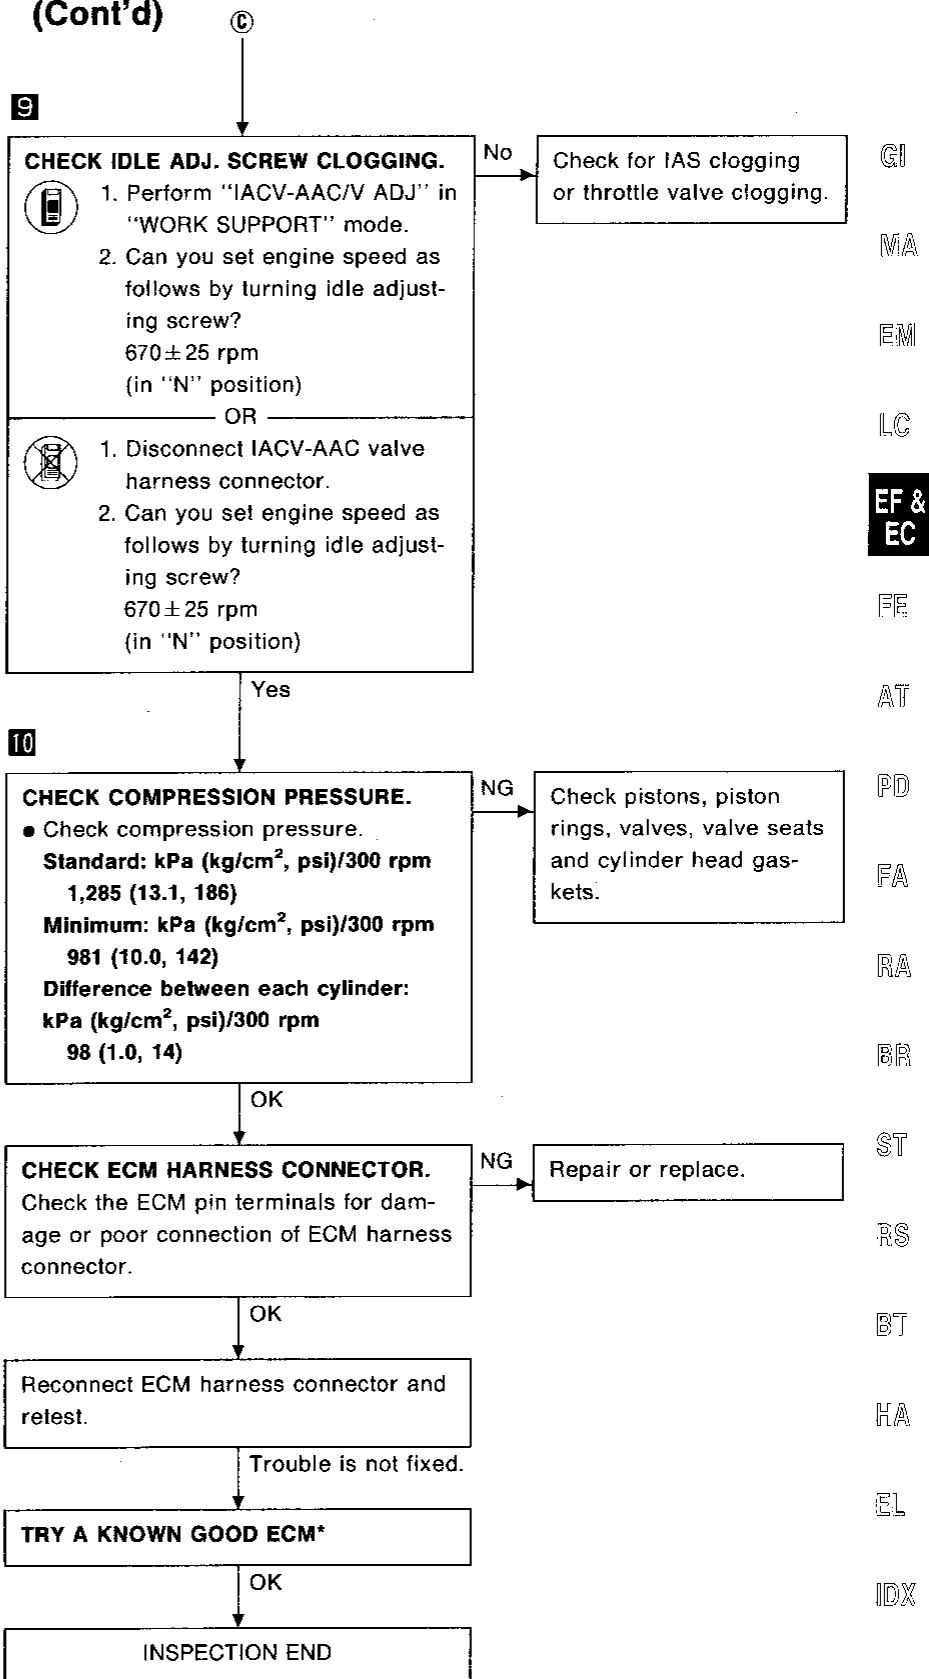 (Cont'd)
C
9
CHECK IDLE ADJ. SCREW CLOGGING.
1. Perform "IACV-AAC/V ADJ" in
"WORK SUPPORT" mode.
2. Can you set engine speed as
follows by turning idle adjust-
ing screw?
670±25 rpm
(in "N" position)
OR
1. Disconnect IACV-AAC valve
harness connector.
2. Can you set engine speed as
follows by turning idle adjust-
ing screw?
670±25 rpm
(in "N" position)
No
Check for IAS clogging
or throttle valve clogging.
Yes
10
CHECK COMPRESSION PRESSURE.
● Check compression pressure.
Standard: kPa (kg/cm², psi)/300 rpm
1,285 (13.1, 186)
Minimum: kPa (kg/cm², psi)/300 rpm
981 (10.0, 142)
Difference between each cylinder:
kPa (kg/cm², psi)/300 rpm
98 (1.0, 14)
NG
Check pistons, piston
rings, valves, valve seats
and cylinder head gas-
kets.
OK
CHECK ECM HARNESS CONNECTOR.
Check the ECM pin terminals for dam-
age or poor connection of ECM harness
connector.
NG
Repair or replace.
OK
Reconnect ECM harness connector and
retest.
Trouble is not fixed.
TRY A KNOWN GOOD ECM*
OK
INSPECTION END
GI
MA
EM
LC
EF &
EC
FE
AT
PD
FA
RA
BR
ST
RS
BT
HA
EL
IDX